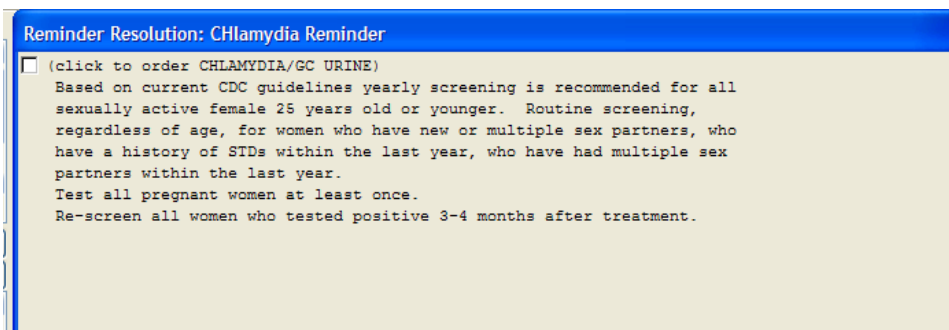 Reminder Resolution: CHlamydia Reminder
(click to order CHLAMYDIA/GC URINE)
Based on current CDC guidelines yearly screening is recommended for all
sexually active female 25 years old or younger. Routine screening,
regardless of age, for women who have new or multiple sex partners, who
have a history of STDs within the last year, who have had multiple sex
partners within the last year.
Test all pregnant women at least once.
Re-screen all women who tested positive 3-4 months after treatment.